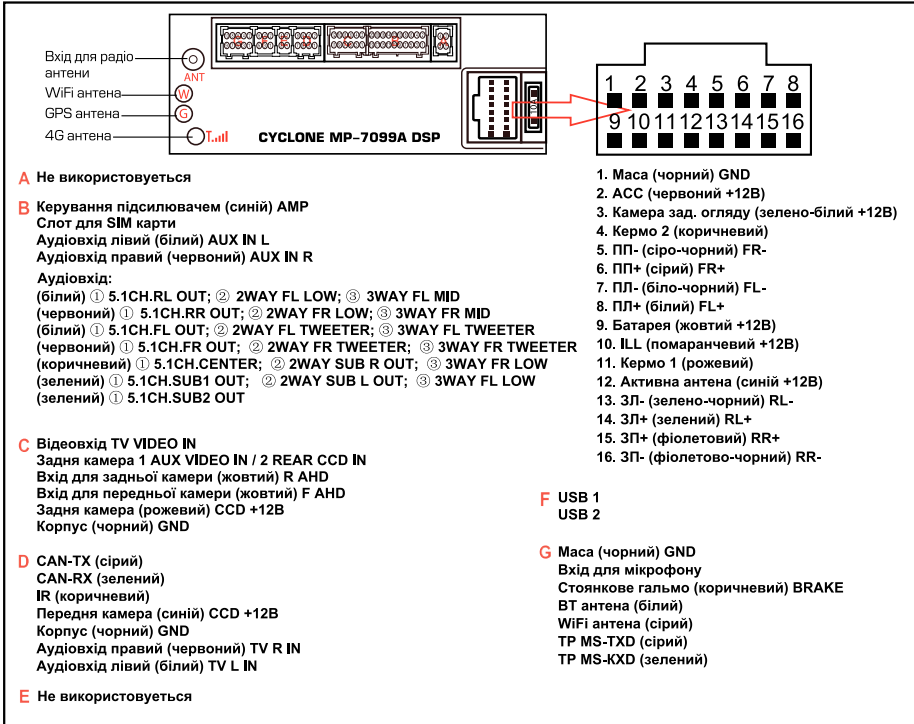 Вхід для радіо
антени
ANT
WiFi антена
W
GPS антена
G
4G антена
CYCLONE MP-7099A DSP
1 2 3 4 5 6 7 8
9 10 11 12 13 14 15 16
A Не використовуеться
B Керування підсилювачем (синій) AMP
Слот для SIM карти
Аудіовхід лівий (білий) AUX IN L
Аудіовхід правий (червоний) AUX IN R
Аудіовхід:
(білий) ① 5.1CH.RL OUT; ② 2WAY FL LOW; ③ 3WAY FL MID
(червоний) ① 5.1CH.RR OUT; ② 2WAY FR LOW; ③ 3WAY FR MID
(білий) ① 5.1CH.FL OUT; ② 2WAY FL TWEETER; ③ 3WAY FL TWEETER
(червоний) ① 5.1CH.FR OUT; ② 2WAY FR TWEETER; ③ 3WAY FR TWEETER
(коричневий) ① 5.1CH.CENTER; ② 2WAY SUB R OUT; ③ 3WAY FR LOW
(зелений) ① 5.1CH.SUB1 OUT; ② 2WAY SUB L OUT; ③ 3WAY FL LOW
(зелений) ① 5.1CH.SUB2 OUT
C Відеовхід TV VIDEO IN
Задня камера 1 AUX VIDEO IN / 2 REAR CCD IN
Вхід для задньої камери (жовтий) R AHD
Вхід для передньої камери (жовтий) F AHD
Задня камера (рожевий) CCD +12В
Корпус (чорний) GND
D CAN-TX (сірий)
CAN-RX (зелений)
IR (коричневий)
Передня камера (синій) CCD +12В
Корпус (чорний) GND
Аудіовхід правий (червоний) TV R IN
Аудіовхід лівий (білий) TV L IN
E Не використовуеться
1. Маса (чорний) GND
2. ACC (червоний +12В)
3. Камера зад. огляду (зелено-білий +12В)
4. Кермо 2 (коричневий)
5. ПП- (сіро-чорний) FR-
6. ПП+ (сірий) FR+
7. ПЛ- (біло-чорний) FL-
8. ПЛ+ (білий) FL+
9. Батарея (жовтий +12В)
10. ILL (помаранчевий +12В)
11. Кермо 1 (рожевий)
12. Активна антена (синій +12В)
13. ЗЛ- (зелено-чорний) RL-
14. ЗЛ+ (зелений) RL+
15. ЗП+ (фіолетовий) RR+
16. ЗП- (фіолетово-чорний) RR-
F USB 1
USB 2
G Маса (чорний) GND
Вхід для мікрофону
Стоянкове гальмо (коричневий) BRAKE
ВТ антена (білий)
WiFi антена (сірий)
TP MS-TXD (сірий)
TP MS-KXD (зелений)